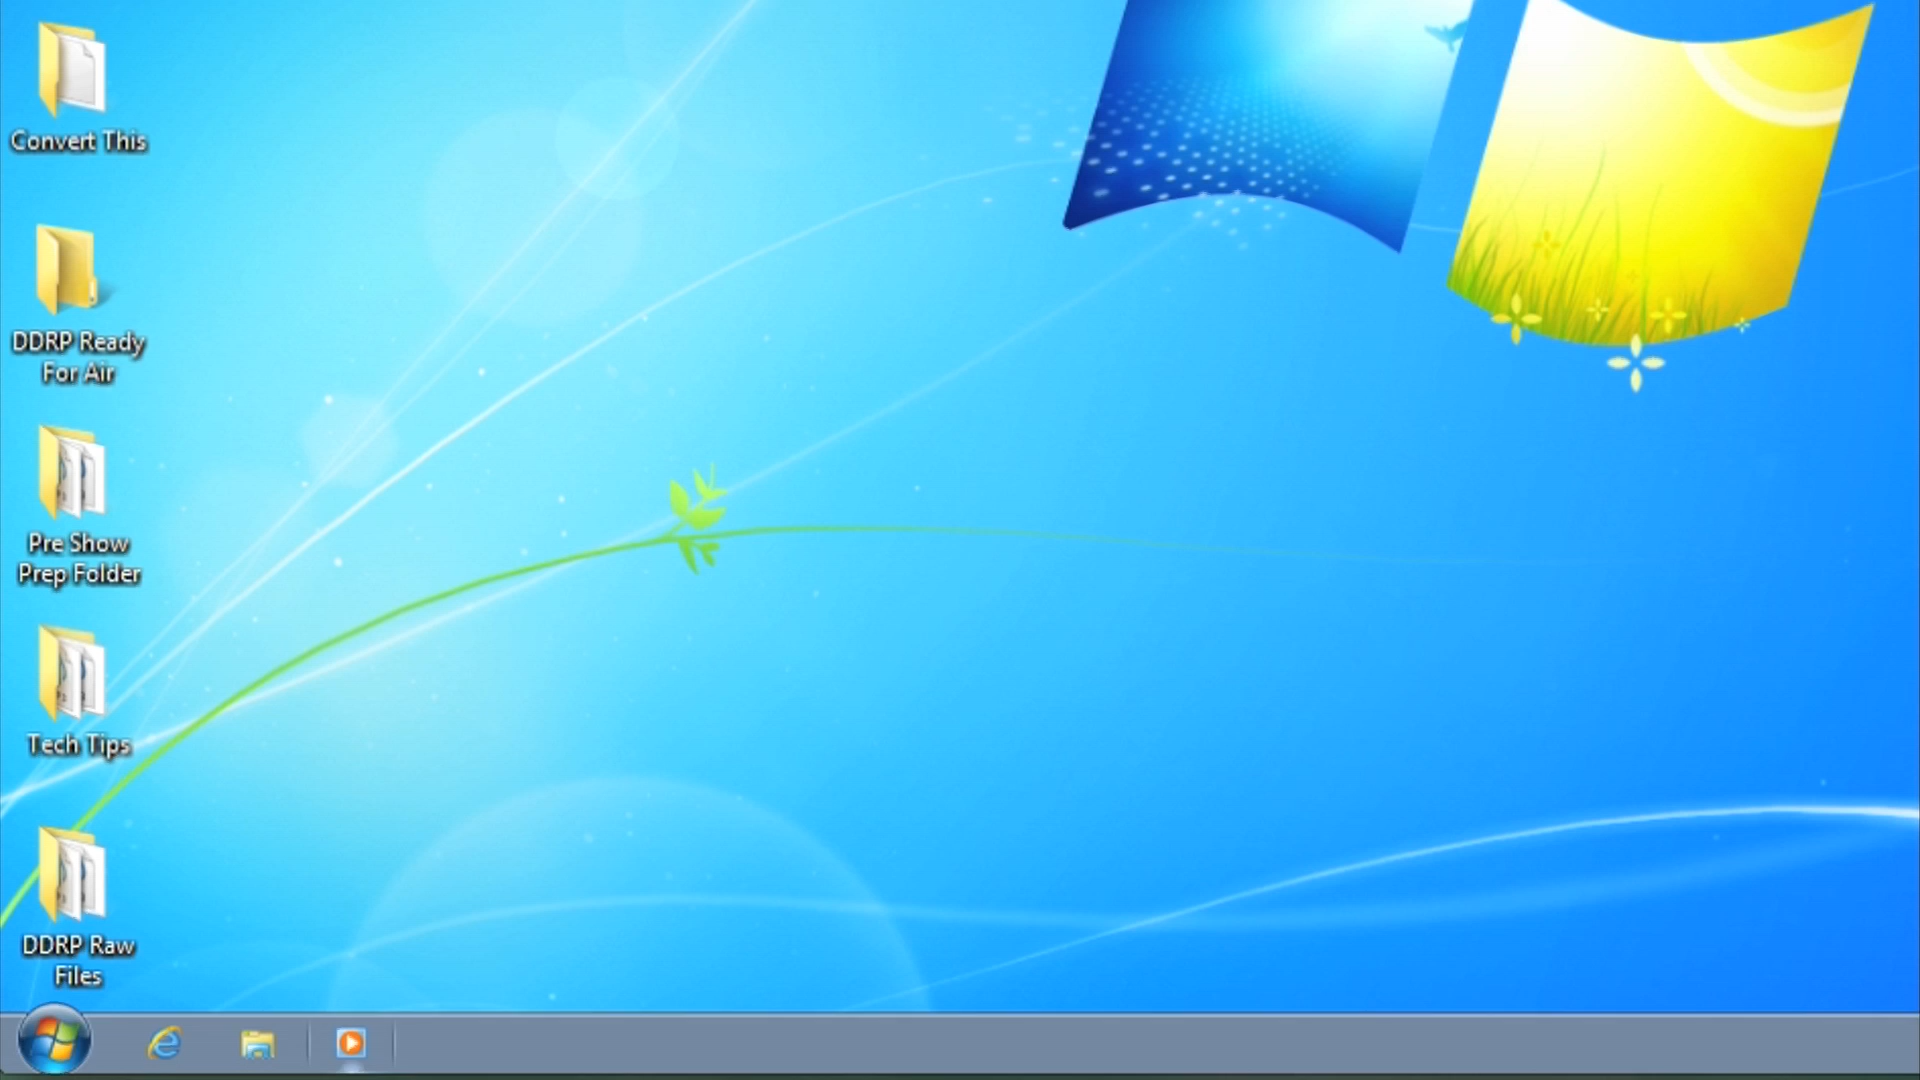 Convert This
DDRP Ready
For Air
Pre Show
Prep Folder
Tech Tips
DDRP Raw
Files